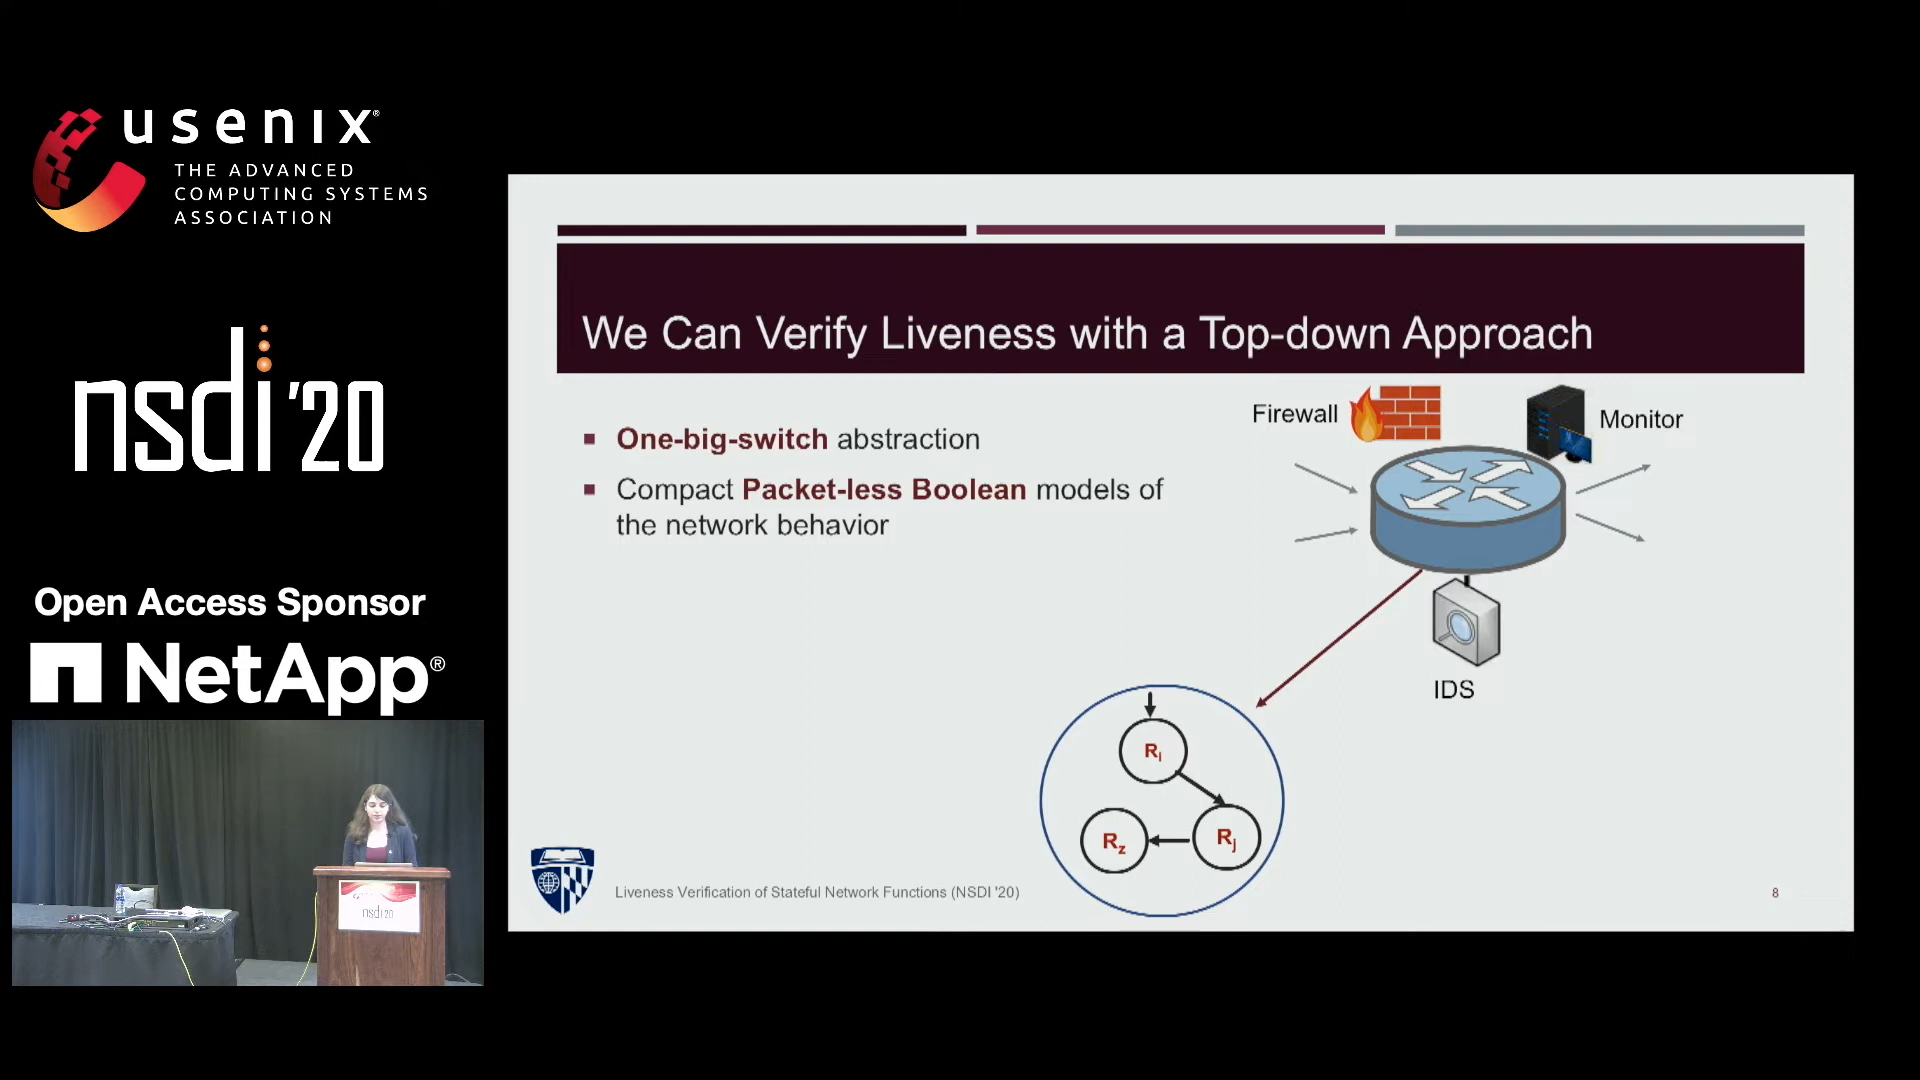 usenix®
THE ADVANCED
COMPUTING SYSTEMS
ASSOCIATION
nsdi '20
Open Access Sponsor
NetApp®
nsdi 20
We Can Verify Liveness with a Top-down Approach
One-big-switch abstraction
Compact Packet-less Boolean models of
the network behavior
Firewall
Monitor
IDS
Ri
Rj
Rz
Liveness Verification of Stateful Network Functions (NSDI '20)
8